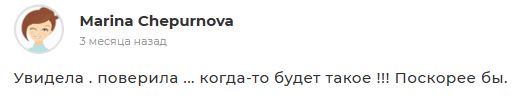 Marina Chepurnova
3 месяца назад
Увидела . поверила ... когда-то будет такое !!! Поскорее бы.